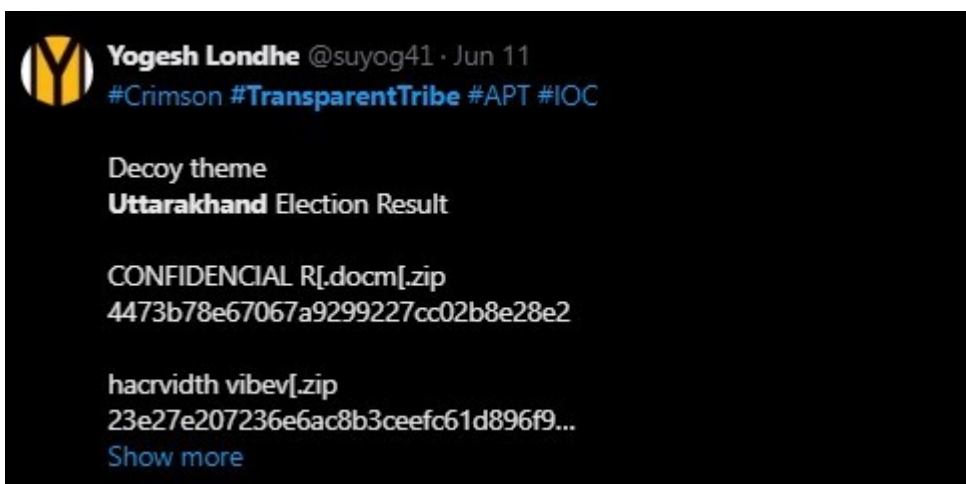 Yogesh Londhe @suyog41 · Jun 11
#Crimson #TransparentTribe #APT #IOC
Decoy theme
Uttarakhand Election Result
CONFIDENCIAL R[.docm[.zip
4473b78e67067a9299227cc02b8e28e2
hacrvidth vibev[.zip
23e27e207236e6ac8b3ceefc61d896f9...
Show more